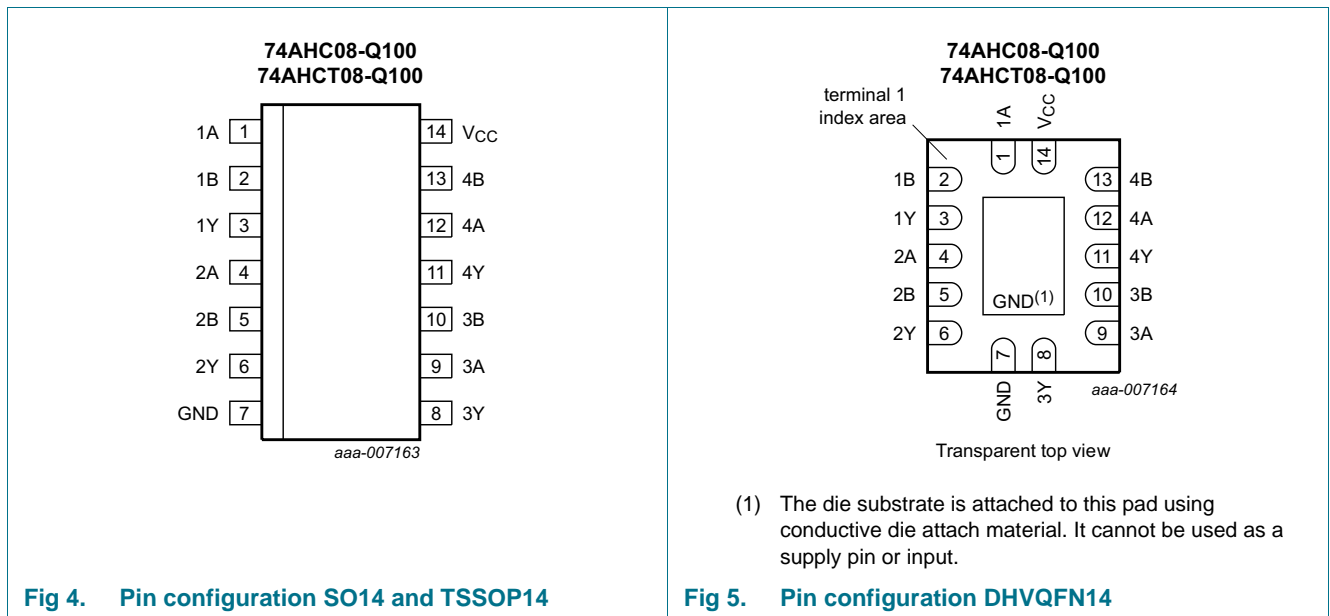 74AHC08-Q100
74AHCT08-Q100
1A 1
14 VCC
1B 2
13 4B
1Y 3
12 4A
2A 4
11 4Y
2B 5
10 3B
2Y 6
9 3A
GND 7
8 3Y
aaa-007163
Fig 4. Pin configuration SO14 and TSSOP14
74AHC08-Q100
74AHCT08-Q100
terminal 1
index area
1A
VCC
1
14
1B 2
13 4B
1Y 3
12 4A
2A 4
11 4Y
2B 5
10 3B
GND(1)
2Y 6
9 3A
7
8
GND
3Y
aaa-007164
Transparent top view
(1) The die substrate is attached to this pad using
conductive die attach material. It cannot be used as a
supply pin or input.
Fig 5. Pin configuration DHVQFN14